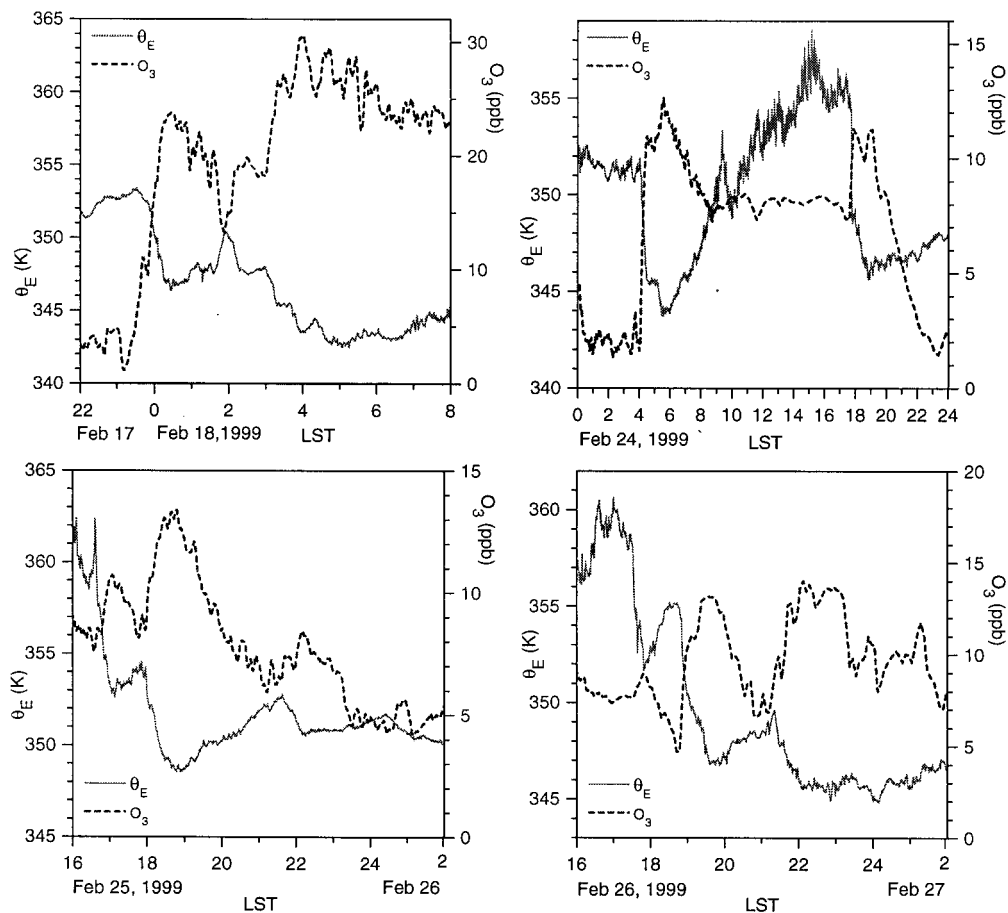 365
360
355
350
345
340
θE (K)
θE
O3
30
20
10
0
O3 (ppb)
22 0 2 4 6 8
Feb 17 Feb 18,1999 LST
355
350
345
340
θE (K)
θE
O3
15
10
5
0
O3 (ppb)
0 2 4 6 8 10 12 14 16 18 20 22 24
Feb 24, 1999 LST
365
360
355
350
345
θE (K)
θE
O3
15
10
5
0
O3 (ppb)
16 18 20 22 24 2
Feb 25, 1999 Feb 26
LST
360
355
350
345
θE (K)
θE
O3
20
15
10
5
0
O3 (ppb)
16 18 20 22 24 2
Feb 26, 1999 Feb 27
LST